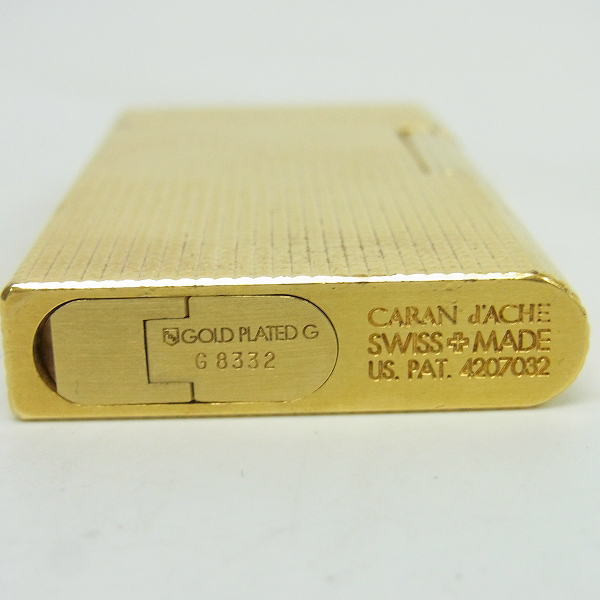 GOLD PLATED G
G 8332
CARAN d'ACHE
SWISS MADE
US. PAT. 4207032